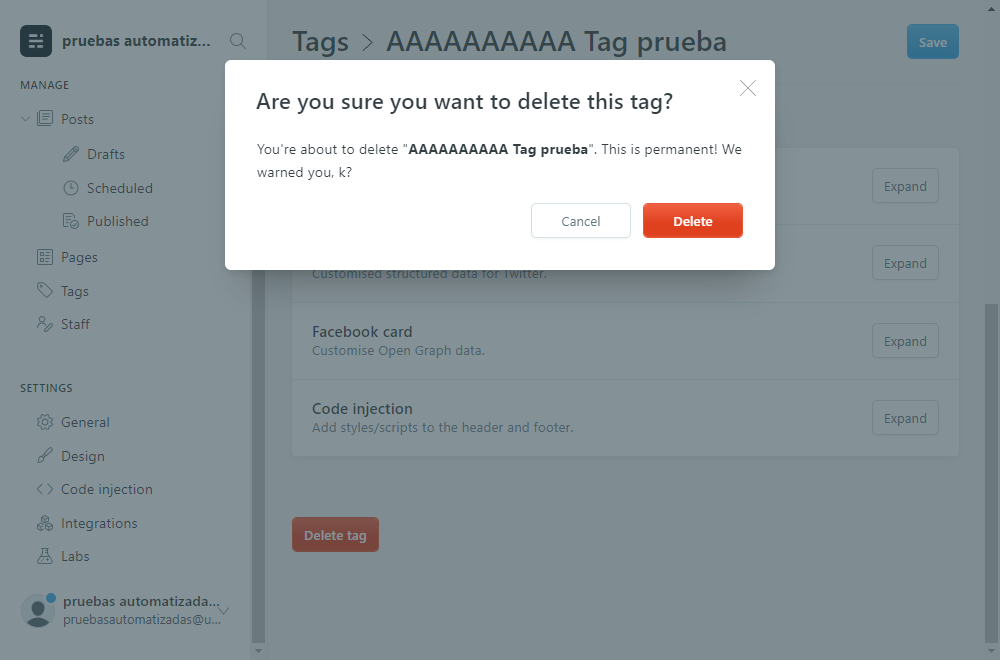 pruebas automatiz...
MANAGE
Posts
Drafts
Scheduled
Published
Pages
Tags
Staff
SETTINGS
General
Design
Code injection
Integrations
Labs
pruebas automatizada...
pruebasautomatizadas@u...
Tags > AAAAAAAAAA Tag prueba
Save
Are you sure you want to delete this tag?
You're about to delete "AAAAAAAAAA Tag prueba". This is permanent! We
warned you, k?
Cancel
Delete
Expand
Customised structured data for Twitter.
Expand
Facebook card
Customise Open Graph data.
Expand
Code injection
Add styles/scripts to the header and footer.
Expand
Delete tag